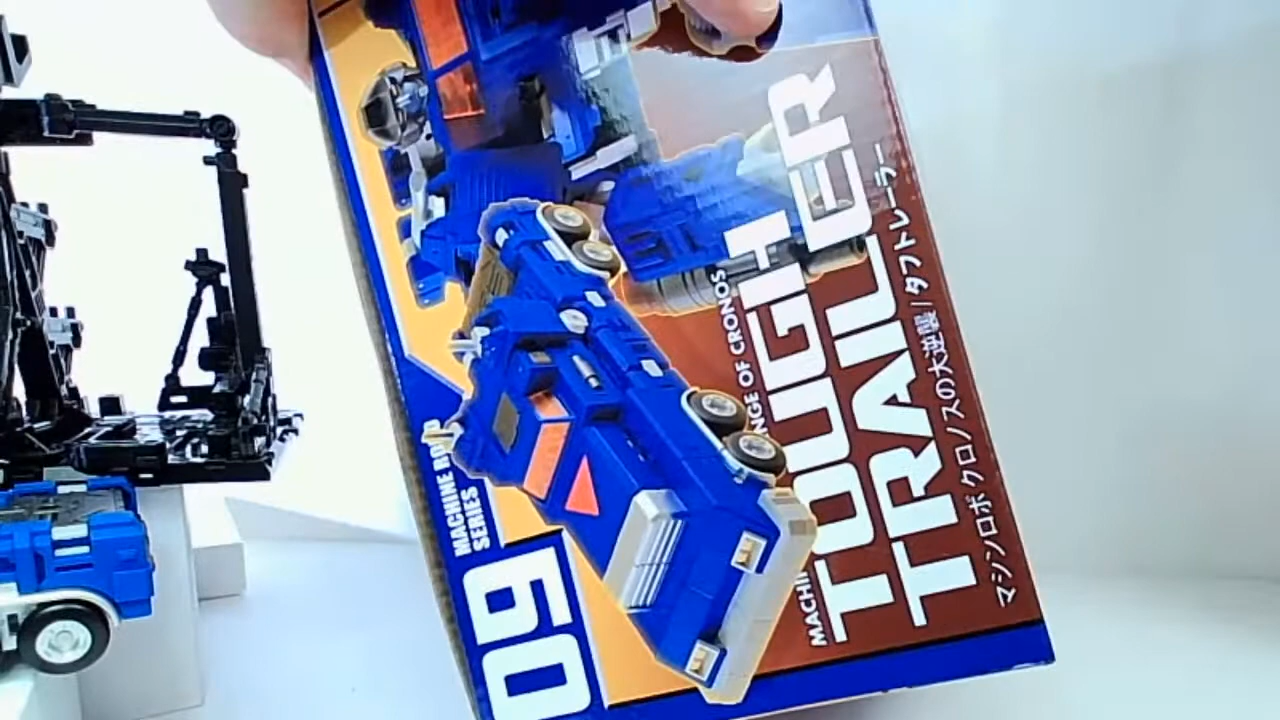 MACHINE ROBO
SERIES
09
NGE OF CRONOS
MACHI
TOUGH
TRAILER
マシンロボ クロノスの大逆襲 / タフトレーラー